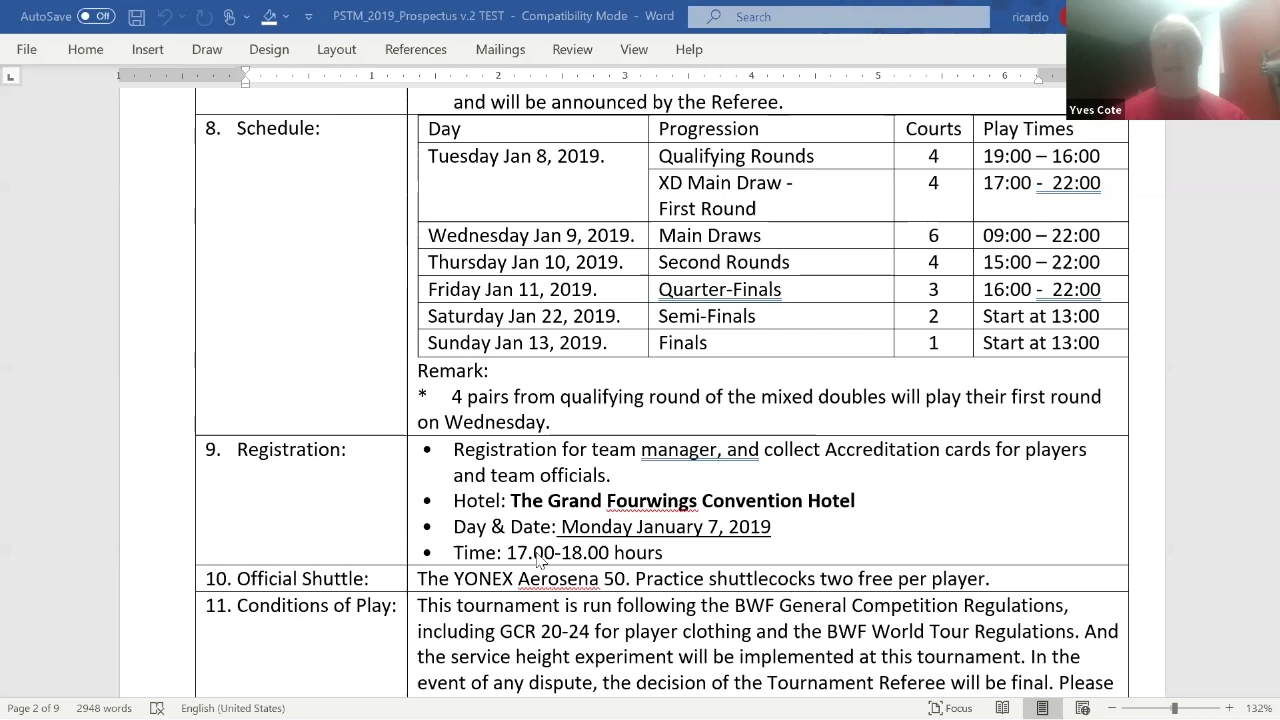 AutoSave Off PSTM_2019_Prospectus v.2 TEST - Compatibility Mode - Word Search ricardo
File Home Insert Draw Design Layout References Mailings Review View Help
1 1 2 3 4 5 6
Yves Cote
and will be announced by the Referee.
8. Schedule: Day Progression Courts Play Times
Tuesday Jan 8, 2019. Qualifying Rounds 4 19:00 – 16:00
XD Main Draw - 4 17:00 - 22:00
First Round
Wednesday Jan 9, 2019. Main Draws 6 09:00 – 22:00
Thursday Jan 10, 2019. Second Rounds 4 15:00 – 22:00
Friday Jan 11, 2019. Quarter-Finals 3 16:00 - 22:00
Saturday Jan 22, 2019. Semi-Finals 2 Start at 13:00
Sunday Jan 13, 2019. Finals 1 Start at 13:00
Remark:
* 4 pairs from qualifying round of the mixed doubles will play their first round
on Wednesday.
9. Registration: • Registration for team manager, and collect Accreditation cards for players
and team officials.
• Hotel: The Grand Fourwings Convention Hotel
• Day & Date: Monday January 7, 2019
• Time: 17.00-18.00 hours
10. Official Shuttle: The YONEX Aerosena 50. Practice shuttlecocks two free per player.
11. Conditions of Play: This tournament is run following the BWF General Competition Regulations,
including GCR 20-24 for player clothing and the BWF World Tour Regulations. And
the service height experiment will be implemented at this tournament. In the
event of any dispute, the decision of the Tournament Referee will be final. Please
Page 2 of 9 2948 words English (United States) Focus 132%